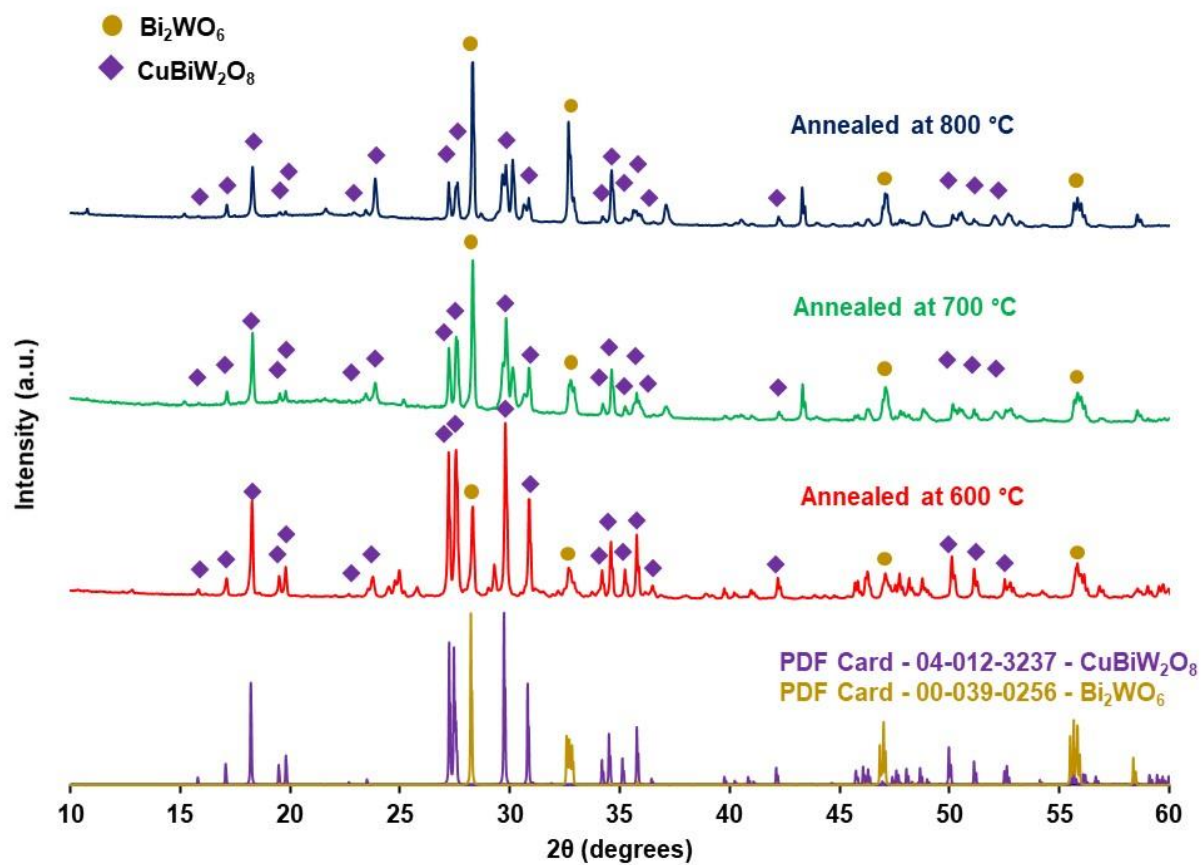 Bi₂WO₆
CuBiW₂O₈
Annealed at 800 °C
Annealed at 700 °C
Annealed at 600 °C
PDF Card - 04-012-3237 - CuBiW₂O₈
PDF Card - 00-039-0256 - Bi₂WO₆
Intensity (a.u.)
10 15 20 25 30 35 40 45 50 55 60
2θ (degrees)